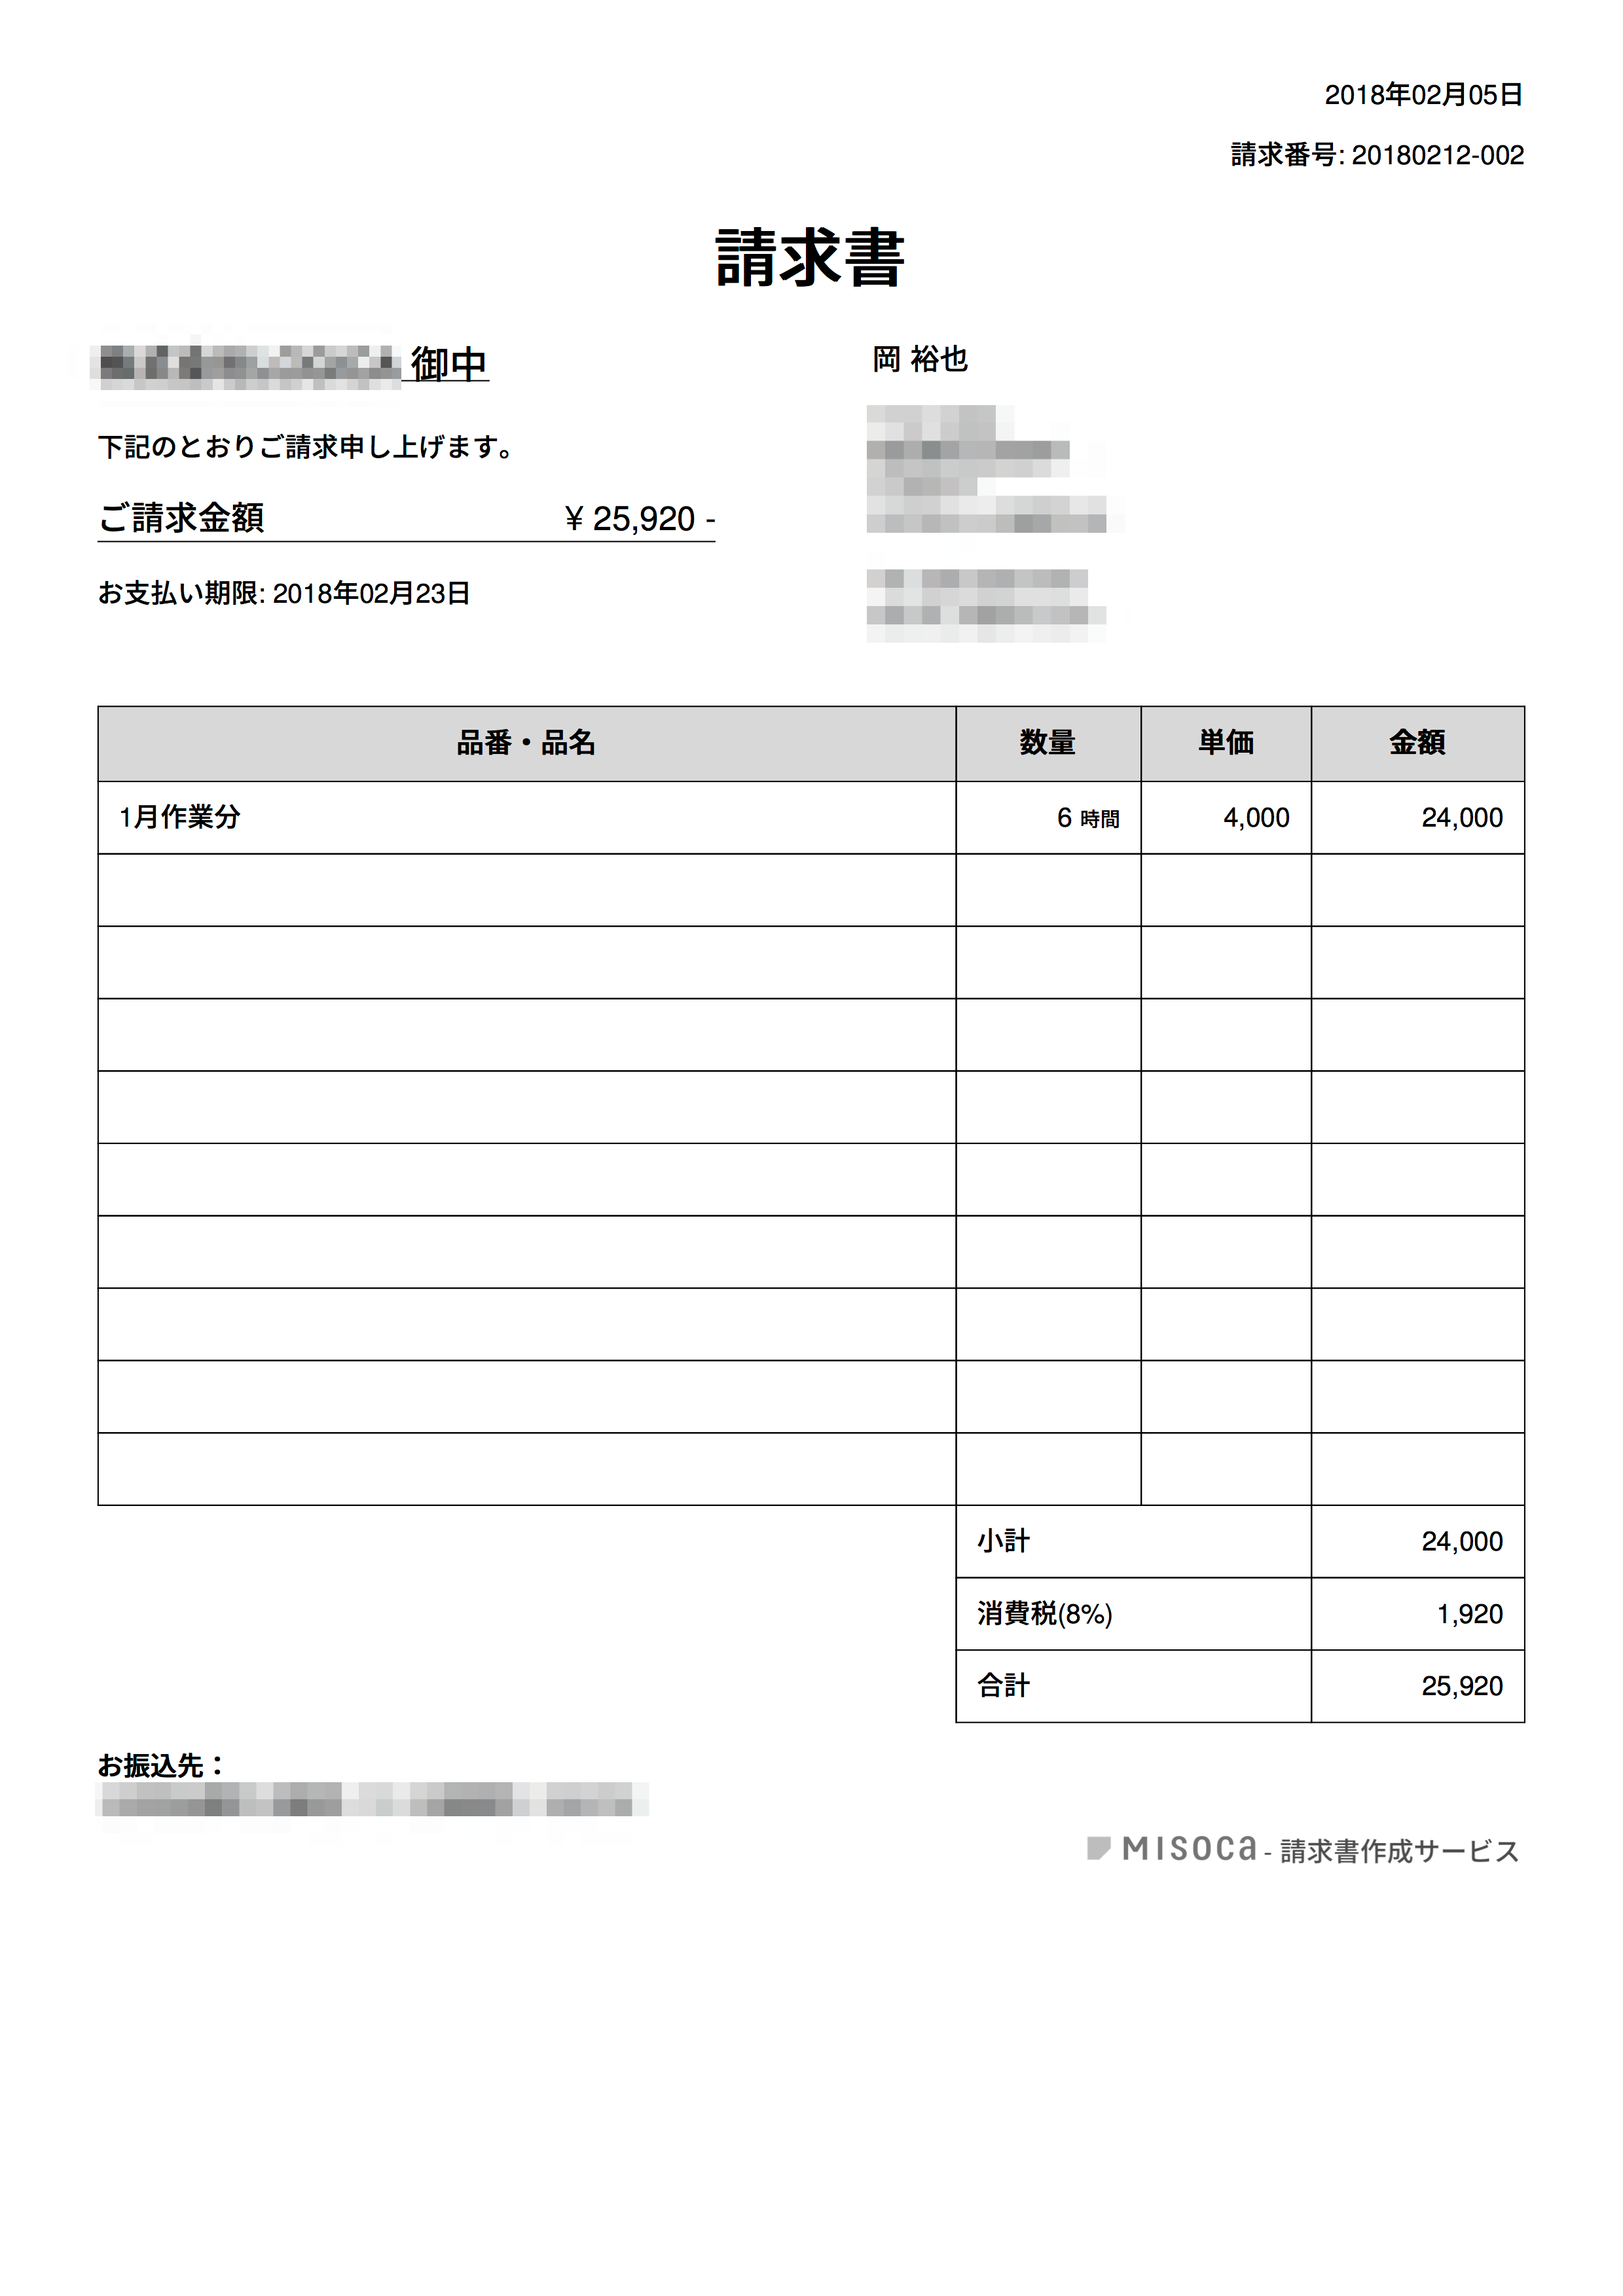 2018年02月05日
請求番号: 20180212-002
請求書
御中
岡 裕也
下記のとおりご請求申し上げます。
ご請求金額 ¥ 25,920 -
お支払い期限: 2018年02月23日
品番・品名 数量 単価 金額
1月作業分 6 時間 4,000 24,000
小計 24,000
消費税(8%) 1,920
合計 25,920
お振込先：
MISOCA - 請求書作成サービス